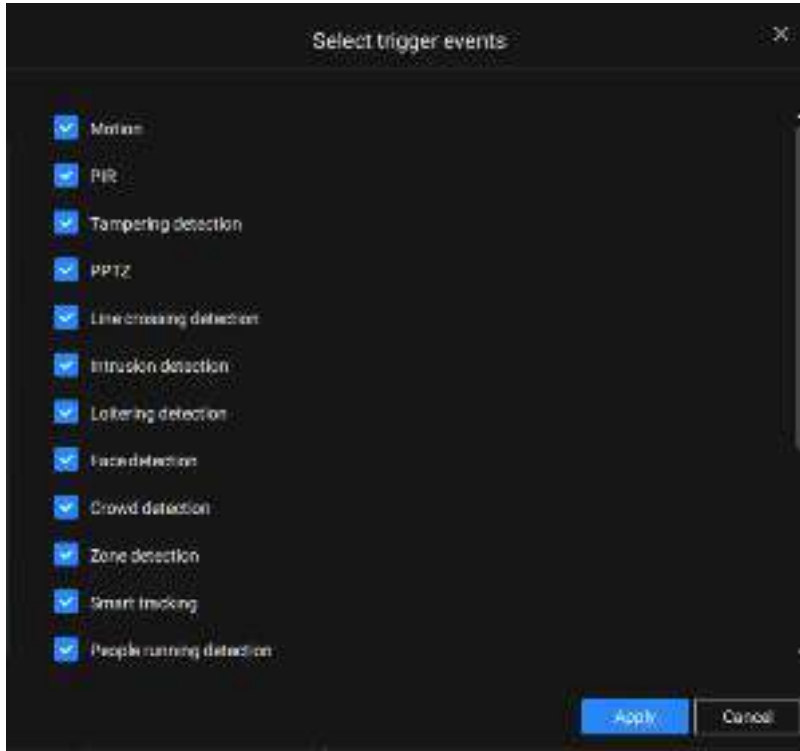 Select trigger events
Motion
PIR
Tampering detection
PPTZ
Line crossing detection
Intrusion detection
Loitering detection
Face detection
Crowd detection
Zone detection
Smart tracking
People running detection
Apply
Cancel